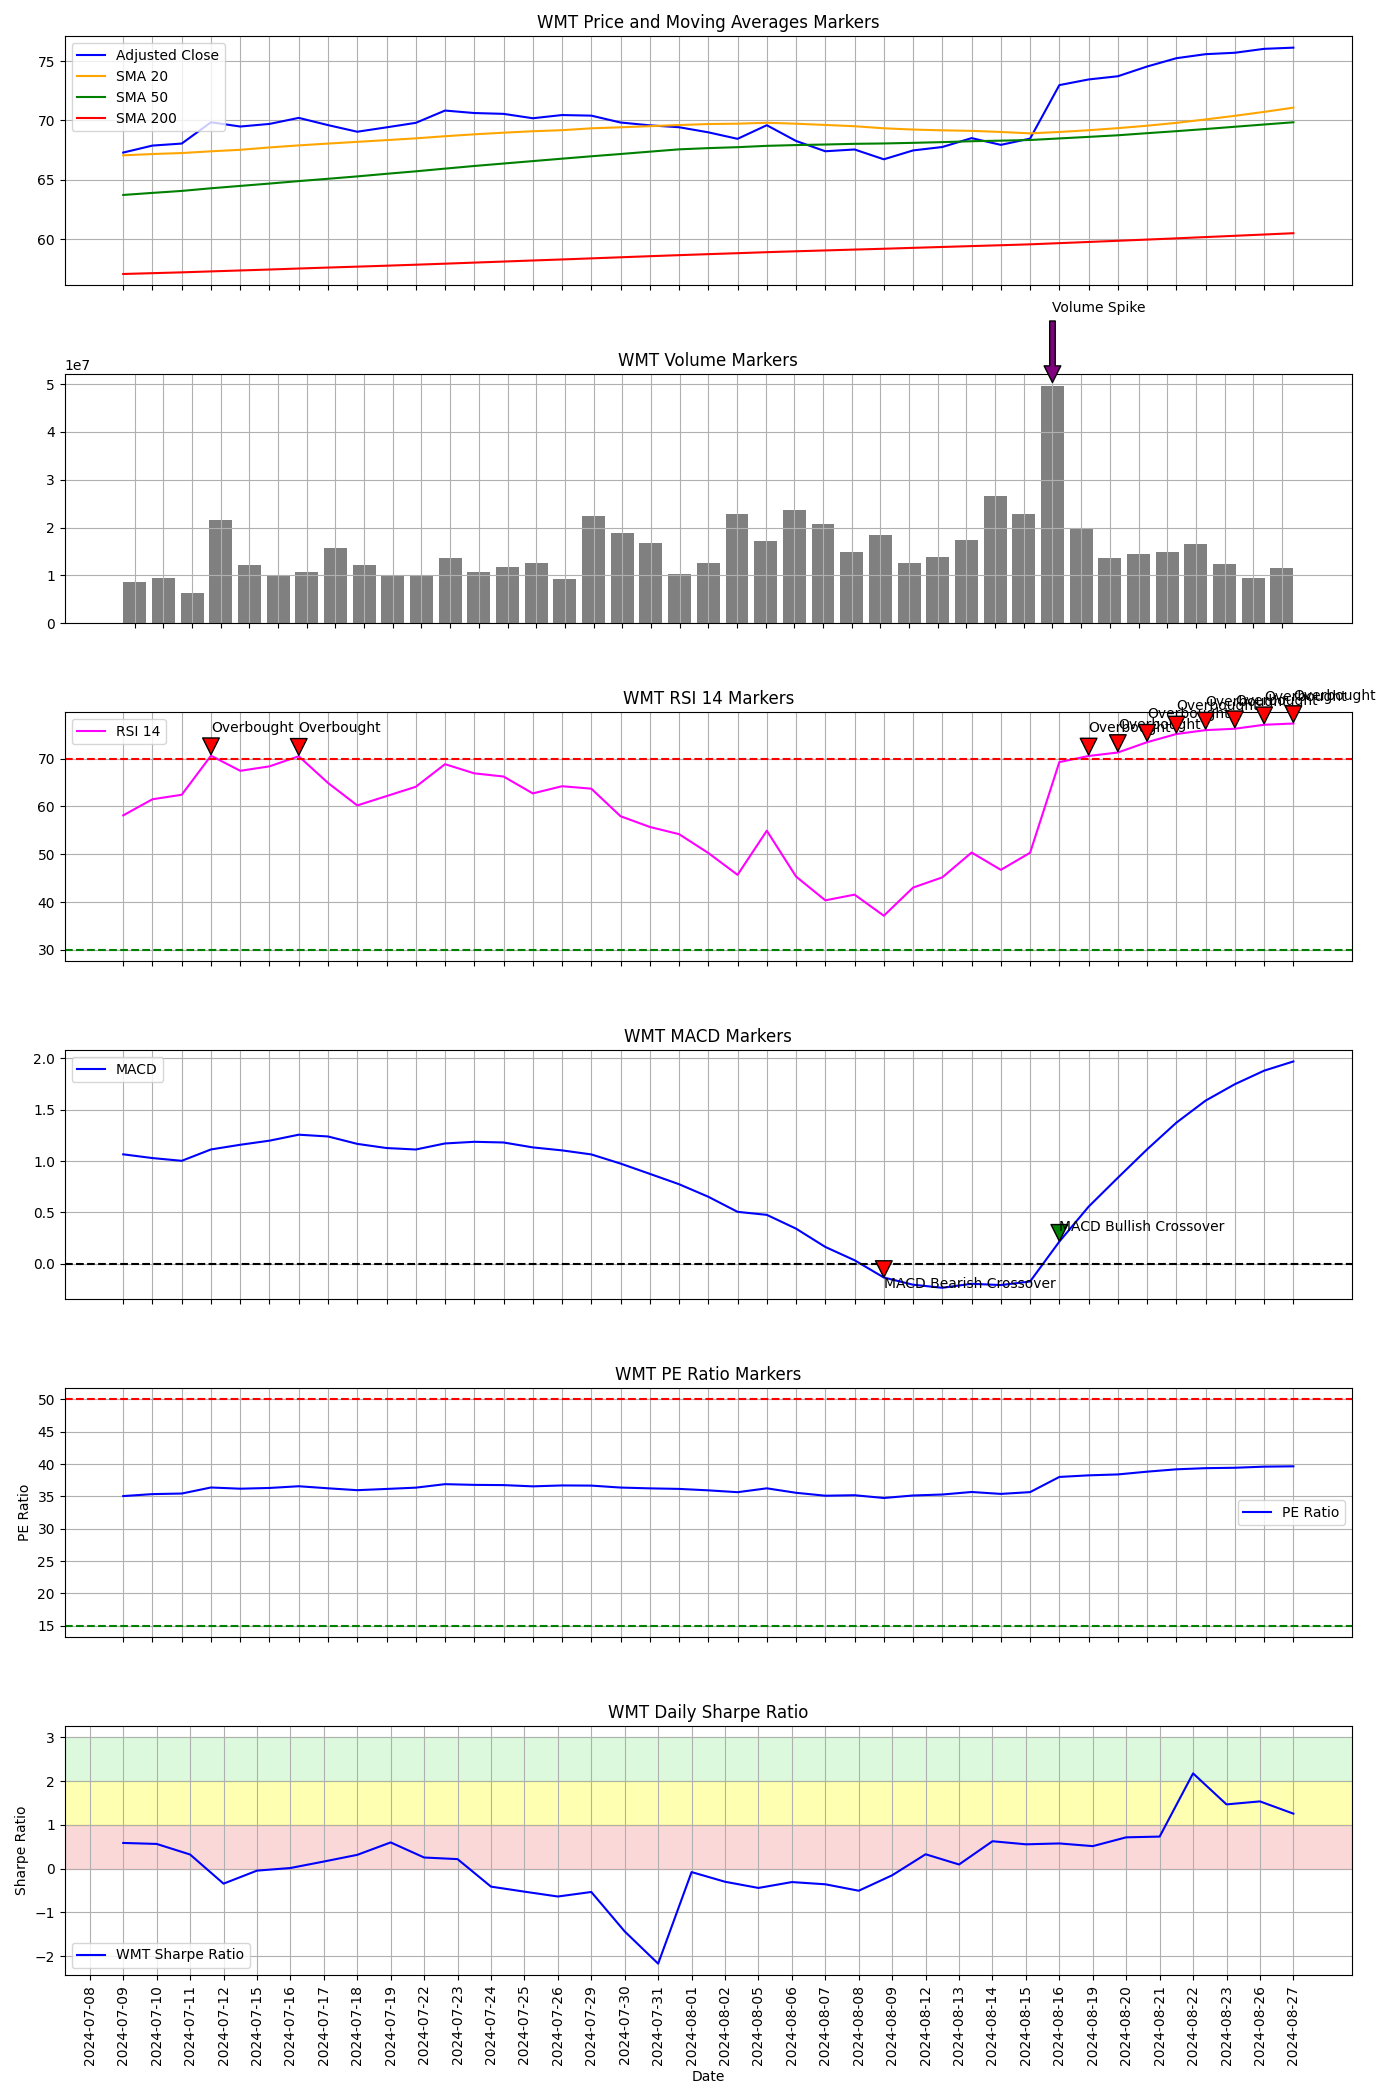 WMT Price and Moving Averages Markers
Adjusted Close
SMA 20
SMA 50
SMA 200
75
70
65
60
Volume Spike
WMT Volume Markers
1e7
5
4
3
2
1
0
WMT RSI 14 Markers
RSI 14
Overbought
Overbought
Overbought
Overbought
Overbought
Overbought
Overbought
Overbought
Overbought
Overbought
70
60
50
40
30
WMT MACD Markers
MACD
2.0
1.5
1.0
0.5
0.0
MACD Bullish Crossover
MACD Bearish Crossover
WMT PE Ratio Markers
PE Ratio
50
45
40
35
30
25
20
15
PE Ratio
WMT Daily Sharpe Ratio
Sharpe Ratio
3
2
1
0
−1
−2
WMT Sharpe Ratio
2024-07-08
2024-07-09
2024-07-10
2024-07-11
2024-07-12
2024-07-15
2024-07-16
2024-07-17
2024-07-18
2024-07-19
2024-07-22
2024-07-23
2024-07-24
2024-07-25
2024-07-26
2024-07-29
2024-07-30
2024-07-31
2024-08-01
2024-08-02
2024-08-05
2024-08-06
2024-08-07
2024-08-08
2024-08-09
2024-08-12
2024-08-13
2024-08-14
2024-08-15
2024-08-16
2024-08-19
2024-08-20
2024-08-21
2024-08-22
2024-08-23
2024-08-26
2024-08-27
Date